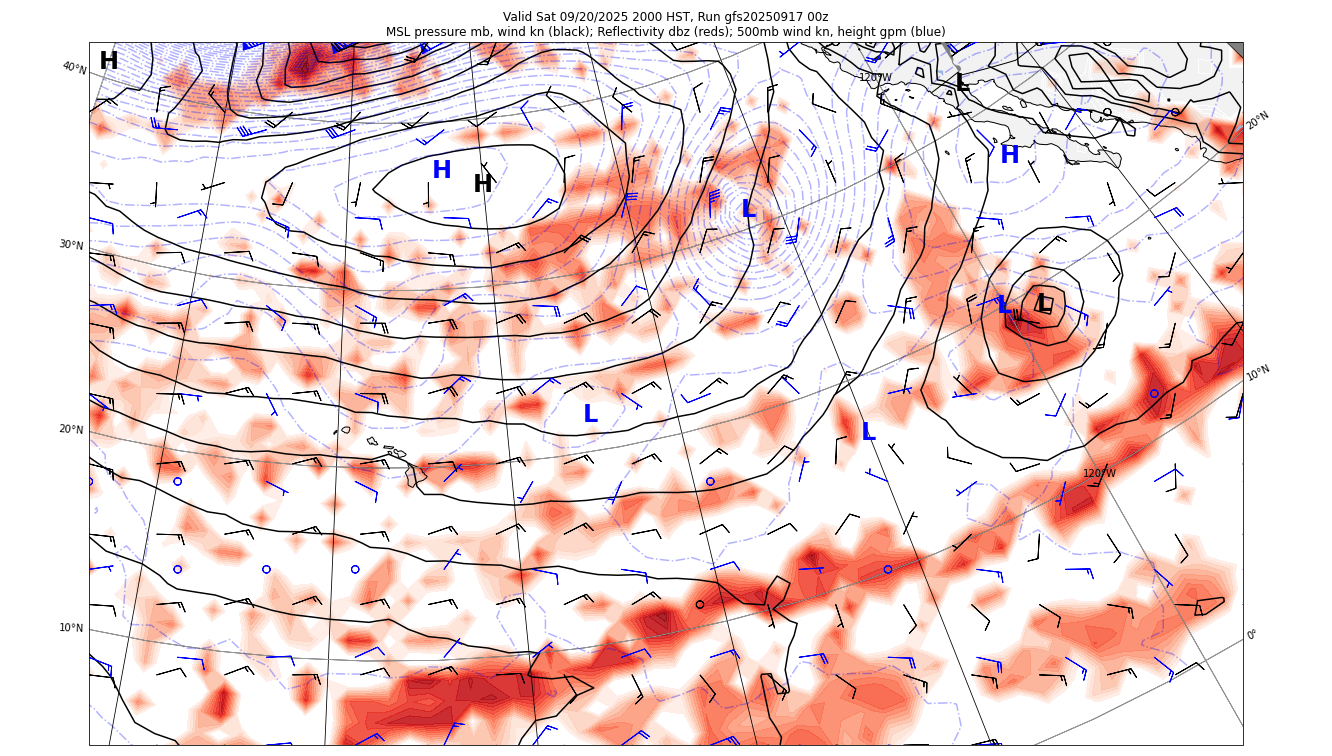 Valid Sat 09/20/2025 2000 HST, Run gfs20250917 00z
MSL pressure mb, wind kn (black); Reflectivity dbz (reds); 500mb wind kn, height gpm (blue)
H
40°N
120°W
L
20°N
H
H
H
L
30°N
L
L
10°N
L
20°N
L
120°W
10°N
0°